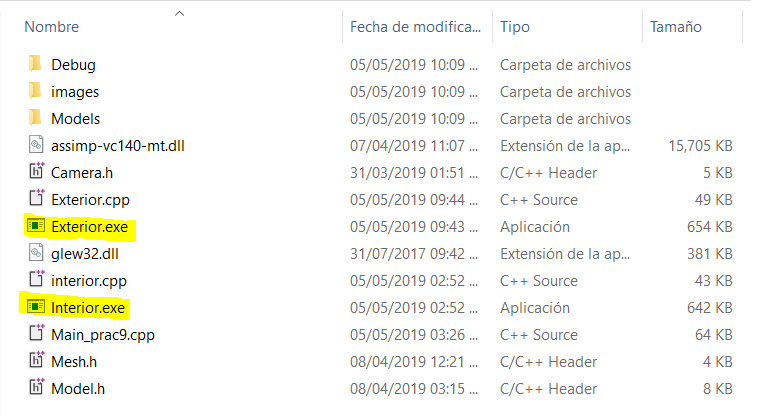 Nombre Fecha de modifica... Tipo Tamaño
Debug 05/05/2019 10:09 ... Carpeta de archivos
images 05/05/2019 10:09 ... Carpeta de archivos
Models 05/05/2019 10:09 ... Carpeta de archivos
assimp-vc140-mt.dll 07/04/2019 11:07 ... Extensión de la ap... 15,705 KB
Camera.h 31/03/2019 01:51 ... C/C++ Header 5 KB
Exterior.cpp 05/05/2019 09:44 ... C++ Source 49 KB
Exterior.exe 05/05/2019 09:43 ... Aplicación 654 KB
glew32.dll 31/07/2017 09:42 ... Extensión de la ap... 381 KB
interior.cpp 05/05/2019 02:52 ... C++ Source 43 KB
Interior.exe 05/05/2019 02:52 ... Aplicación 642 KB
Main_prac9.cpp 05/05/2019 03:26 ... C++ Source 64 KB
Mesh.h 08/04/2019 12:21 ... C/C++ Header 4 KB
Model.h 08/04/2019 03:15 ... C/C++ Header 8 KB